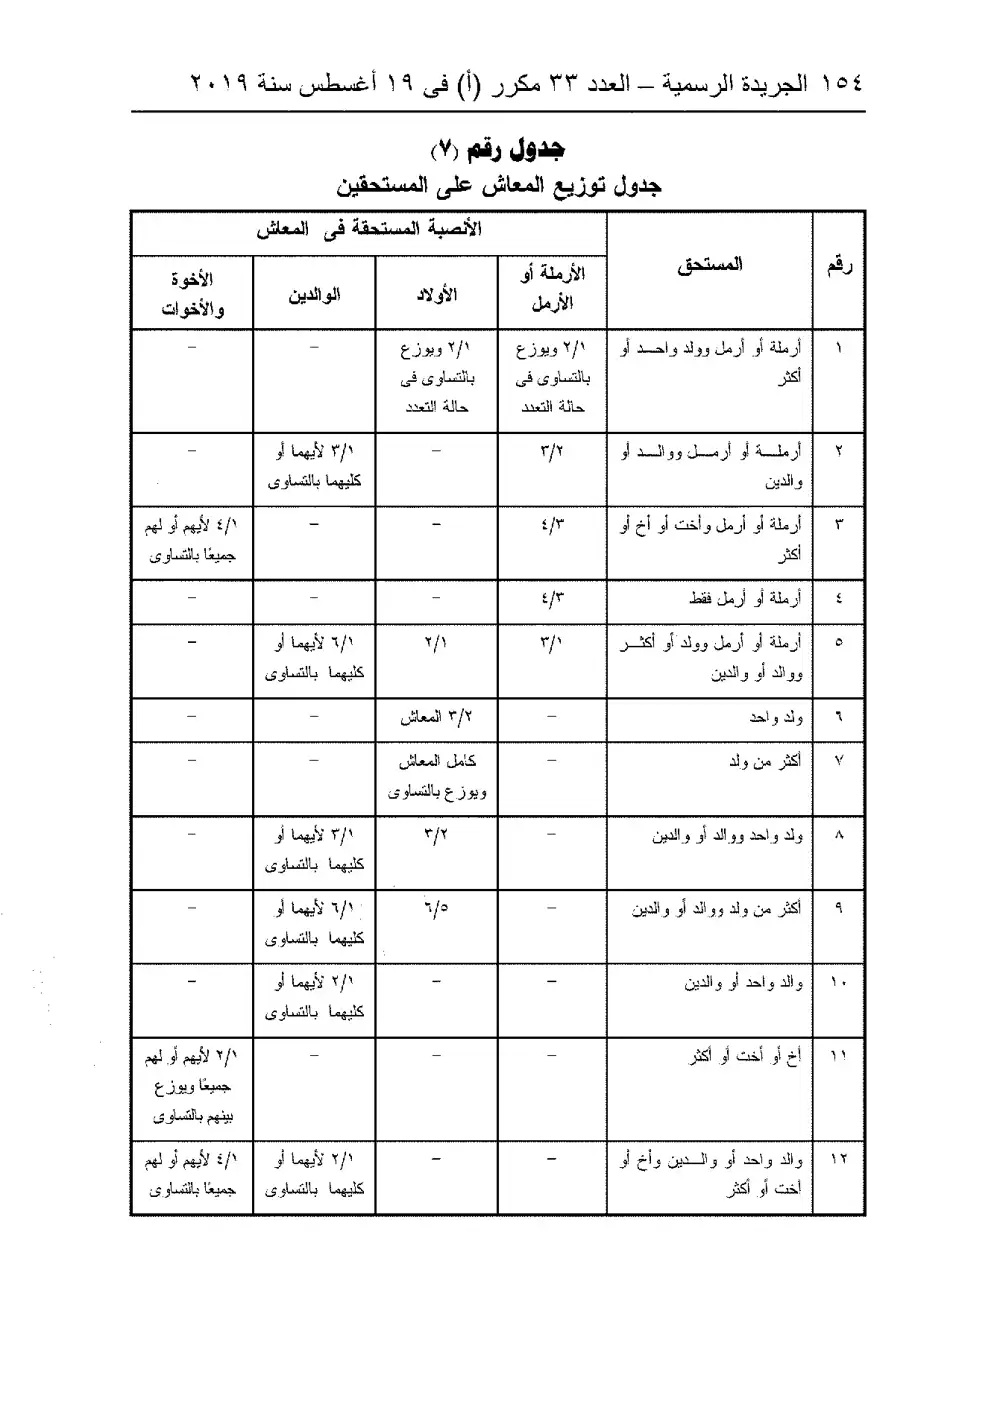 ١٥٤ الجريدة الرسمية – العدد ٣٣ مكرر (أ) فى ١٩ أغسطس سنة ٢٠١٩
جدول رقم (٧)
جدول توزيع المعاش على المستحقين
رقم
المستحق
الأنصبة المستحقة فى المعاش
الأرملة أو
الأرمل
الأولاد
الوالدين
الأخوة
والأخوات
١
أرملة أو أرمل وولد واحد أو
أكثر
٢/١ ويوزع
بالتساوى فى
حالة التعدد
٢/١ ويوزع
بالتساوى فى
حالة التعدد
–
–
٢
أرملة أو أرمل ووالد أو
والدين
٣/٢
–
٣/١ لأيهما أو
كليهما بالتساوى
–
٣
أرملة أو أرمل وأخت أو أخ أو
أكثر
٤/٣
–
–
٤/١ لأيهم أو لهم
جميعًا بالتساوى
٤
أرملة أو أرمل فقط
٤/٣
–
–
–
٥
أرملة أو أرمل وولد أو أكثر
ووالد أو والدين
٣/١
٢/١
٦/١ لأيهما أو
كليهما بالتساوى
–
٦
ولد واحد
–
٣/٢ المعاش
–
–
٧
أكثر من ولد
–
كامل المعاش
ويوزع بالتساوى
–
–
٨
ولد واحد ووالد أو والدين
–
٣/٢
٣/١ لأيهما أو
كليهما بالتساوى
–
٩
أكثر من ولد ووالد أو والدين
–
٦/٥
٦/١ لأيهما أو
كليهما بالتساوى
–
١٠
والد واحد أو والدين
–
–
٢/١ لأيهما أو
كليهما بالتساوى
–
١١
أخ أو أخت أو أكثر
–
–
–
٢/١ لأيهم أو لهم
جميعًا ويوزع
بينهم بالتساوى
١٢
والد واحد أو والدين وأخ أو
أخت أو أكثر
–
–
٢/١ لأيهما أو
كليهما بالتساوى
٤/١ لأيهم أو لهم
جميعًا بالتساوى